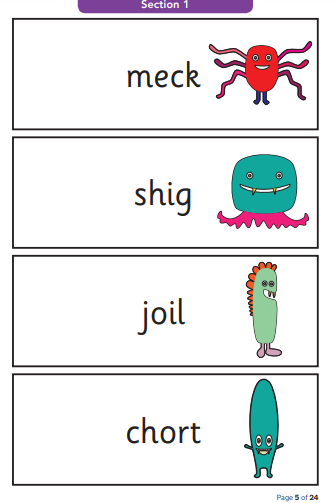 Section 1
meck
shig
joil
chort
Page 5 of 24